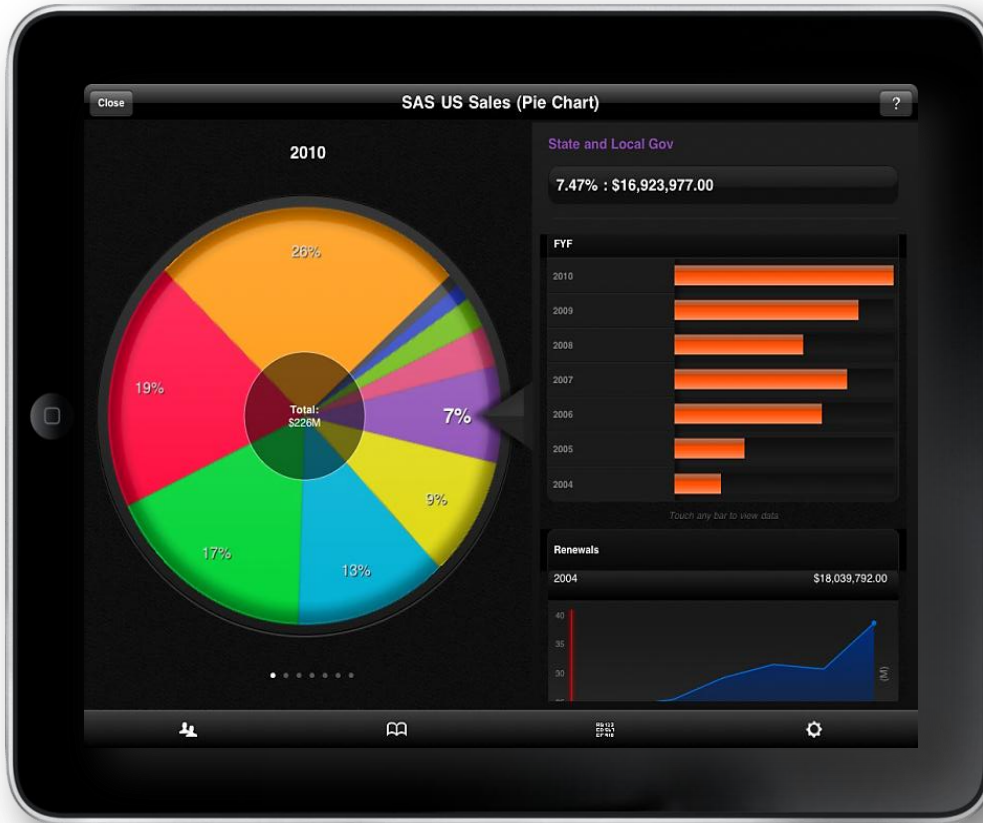 Close
SAS US Sales (Pie Chart)
?
2010
26%
19%
17%
13%
9%
7%
Total:
$226M
State and Local Gov
7.47% : $16,923,977.00
FYF
2010
2009
2008
2007
2006
2005
2004
Touch any bar to view data
Renewals
2004 $18,039,792.00
40
35
30
(M)